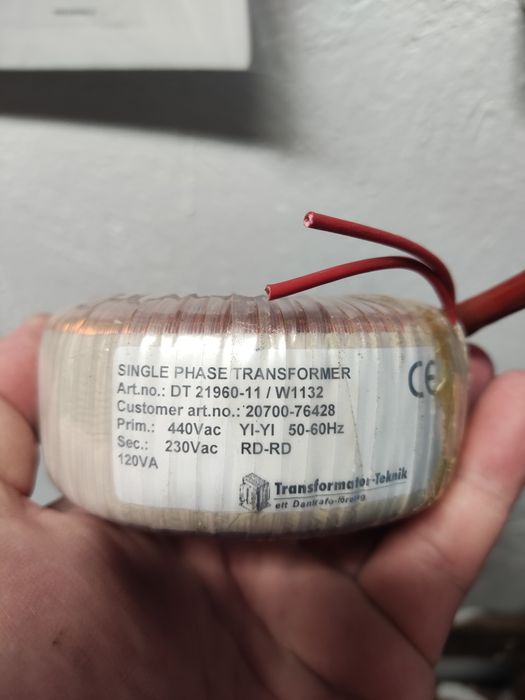 SINGLE PHASE TRANSFORMER
Art.no.: DT 21960-11 / W1132
Customer art.no.: 20700-76428
Prim.: 440Vac YI-YI 50-60Hz
Sec.: 230Vac RD-RD
120VA
CE
Transformator-Teknik
ett Dantrafo-företag